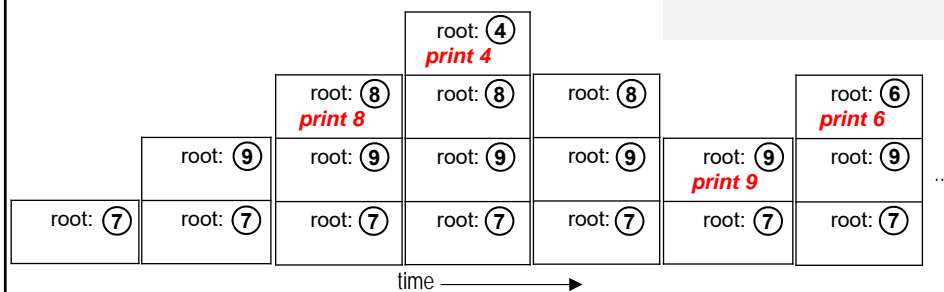 root: 4
print 4
root: 8 root: 8 root: 8 root: 6
print 8 print 6
root: 9 root: 9 root: 9 root: 9 root: 9 root: 9
print 9
...
root: 7 root: 7 root: 7 root: 7 root: 7 root: 7 root: 7
time